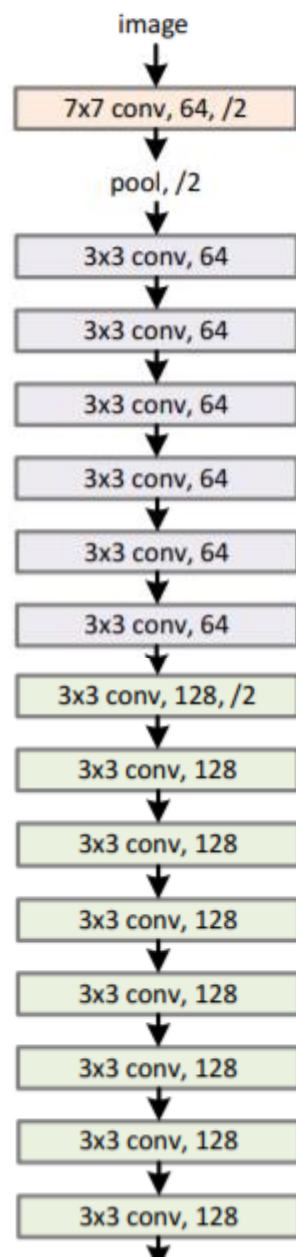 image
7x7 conv, 64, /2
pool, /2
3x3 conv, 64
3x3 conv, 64
3x3 conv, 64
3x3 conv, 64
3x3 conv, 64
3x3 conv, 64
3x3 conv, 128, /2
3x3 conv, 128
3x3 conv, 128
3x3 conv, 128
3x3 conv, 128
3x3 conv, 128
3x3 conv, 128
3x3 conv, 128